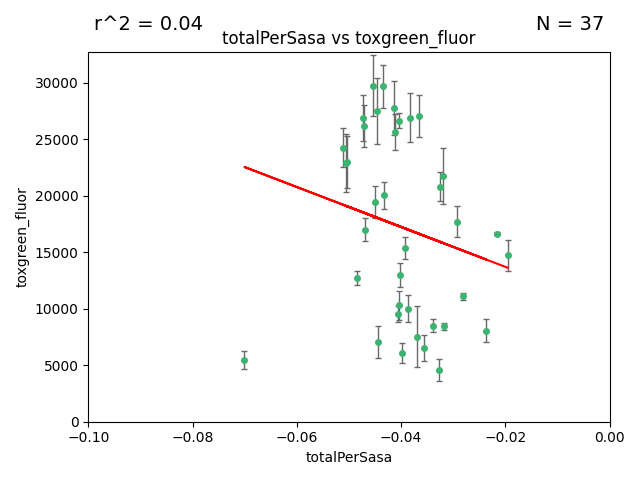 r^2 = 0.04
N = 37
totalPerSasa vs toxgreen_fluor
toxgreen_fluor
30000
25000
20000
15000
10000
5000
0
−0.10
−0.08
−0.06
−0.04
−0.02
0.00
totalPerSasa